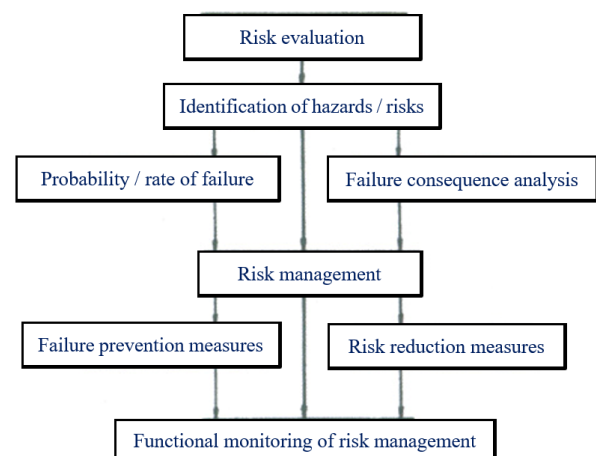 Risk evaluation
Identification of hazards / risks
Probability / rate of failure
Failure consequence analysis
Risk management
Failure prevention measures
Risk reduction measures
Functional monitoring of risk management